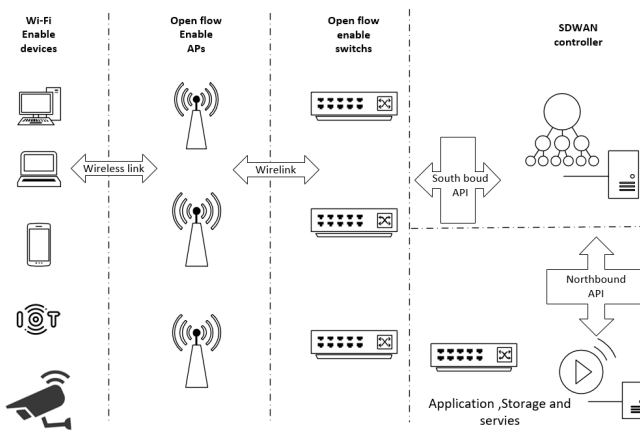 Wi-Fi
Enable
devices
Open flow
Enable
APs
Open flow
enable
switchs
SDWAN
controller
Wireless link
Wirelink
South boud
API
Northbound
API
IOT
Application ,Storage and
servies